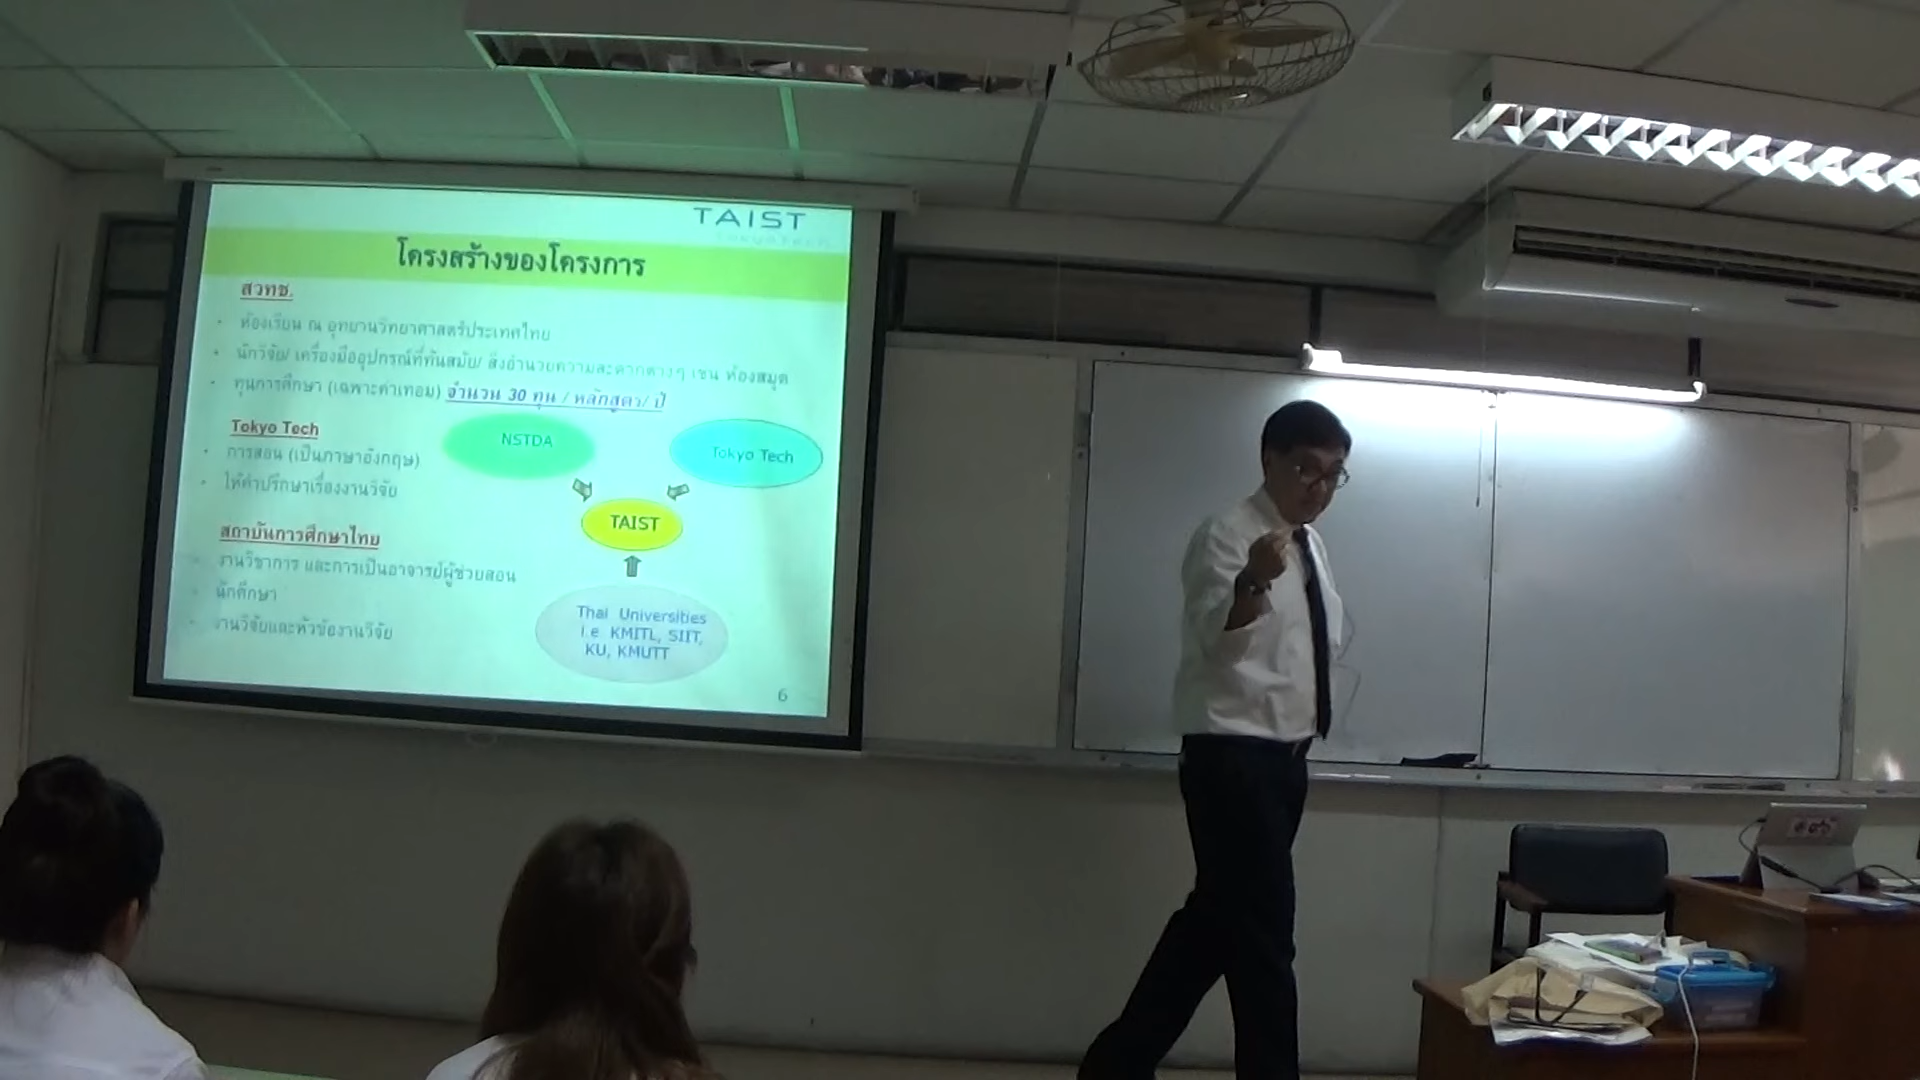 TAIST
โครงสร้างของโครงการ
สวทช.
ห้องเรียน ณ อุทยานวิทยาศาสตร์ประเทศไทย
นักวิจัย/ เครื่องมืออุปกรณ์ที่ทันสมัย/ สิ่งอำนวยความสะดวกต่างๆ เช่น ห้องสมุด
ทุนการศึกษา (เฉพาะค่าเทอม) จำนวน 30 ทุน / หลักสูตร/ ปี
Tokyo Tech
การสอน (เป็นภาษาอังกฤษ)
ให้คำปรึกษาเรื่องงานวิจัย
สถาบันการศึกษาไทย
งานวิชาการ และการเป็นอาจารย์ผู้ช่วยสอน
นักศึกษา
งานวิจัยและหัวข้องานวิจัย
NSTDA
Tokyo Tech
TAIST
Thai Universities
i.e KMITL, SIIT,
KU, KMUTT
6